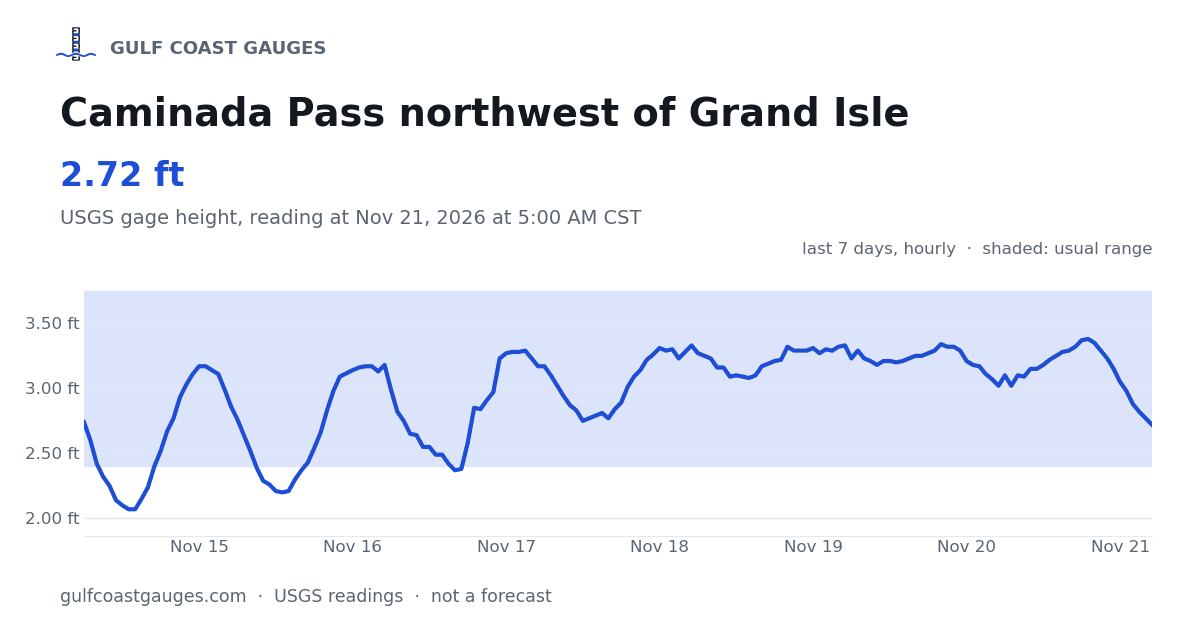 GULF COAST GAUGES
Caminada Pass northwest of Grand Isle
2.72 ft
USGS gage height, reading at Nov 21, 2026 at 5:00 AM CST
last 7 days, hourly · shaded: usual range
3.50 ft
3.00 ft
2.50 ft
2.00 ft
Nov 15 Nov 16 Nov 17 Nov 18 Nov 19 Nov 20 Nov 21
gulfcoastgauges.com · USGS readings · not a forecast